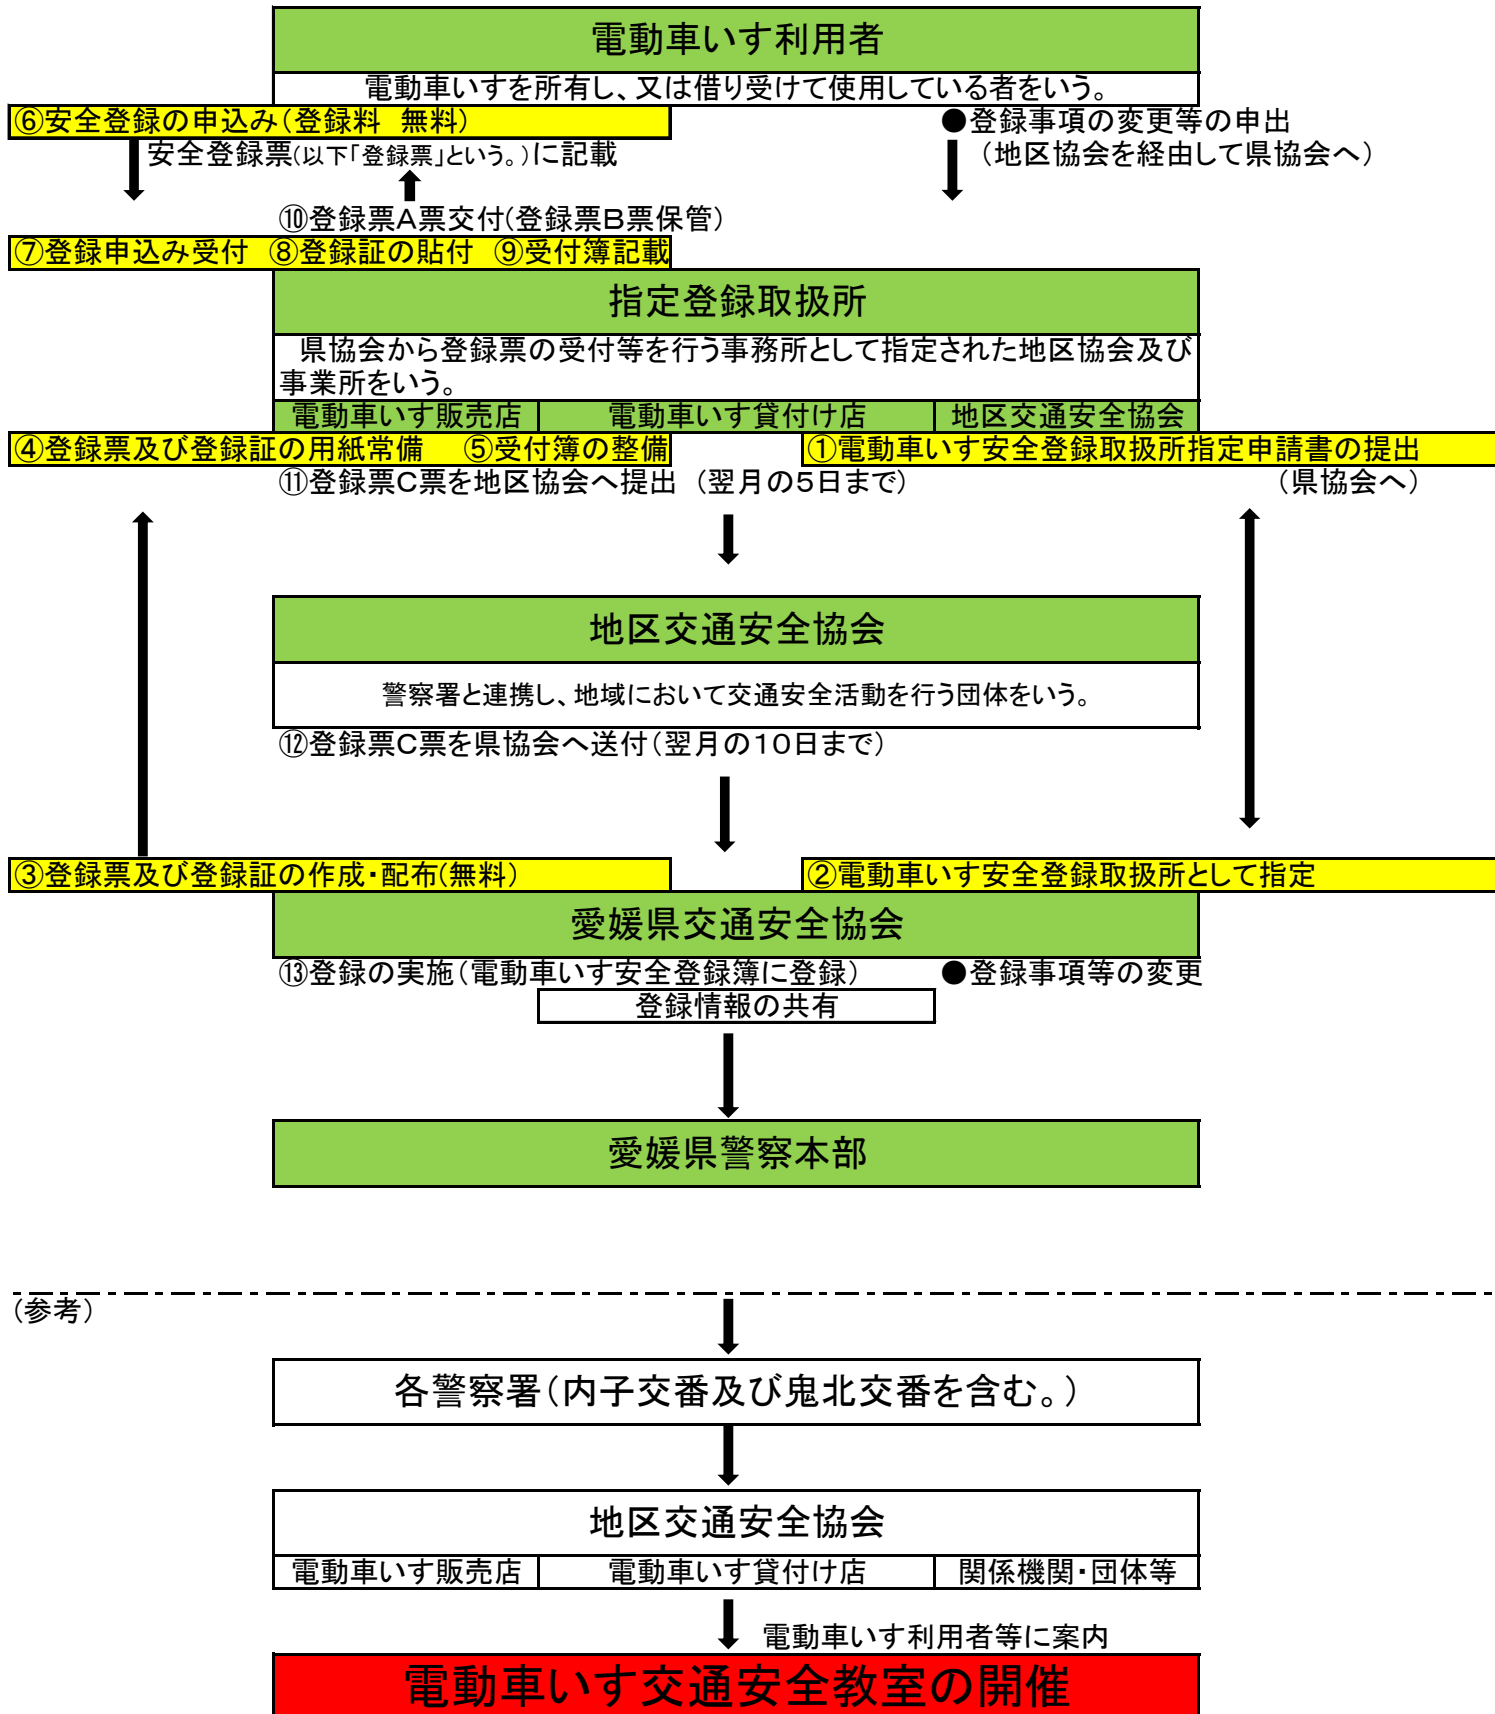 電動車いす利用者
電動車いすを所有し、又は借り受けて使用している者をいう。
⑥安全登録の申込み（登録料　無料）
●登録事項の変更等の申出
安全登録票(以下「登録票」という。)に記載
（地区協会を経由して県協会へ）
⑩登録票A票交付(登録票B票保管)
⑦登録申込み受付　⑧登録証の貼付　⑨受付簿記載
指定登録取扱所
県協会から登録票の受付等を行う事務所として指定された地区協会及び
事業所をいう。
電動車いす販売店
電動車いす貸付け店
地区交通安全協会
④登録票及び登録証の用紙常備　⑤受付簿の整備
①電動車いす安全登録取扱所指定申請書の提出
⑪登録票C票を地区協会へ提出（翌月の5日まで）
（県協会へ）
地区交通安全協会
警察署と連携し、地域において交通安全活動を行う団体をいう。
⑫登録票C票を県協会へ送付（翌月の10日まで）
③登録票及び登録証の作成・配布(無料)
②電動車いす安全登録取扱所として指定
愛媛県交通安全協会
⑬登録の実施（電動車いす安全登録簿に登録）
●登録事項等の変更
登録情報の共有
愛媛県警察本部
(参考)
各警察署（内子交番及び鬼北交番を含む。）
地区交通安全協会
電動車いす販売店
電動車いす貸付け店
関係機関・団体等
電動車いす利用者等に案内
電動車いす交通安全教室の開催